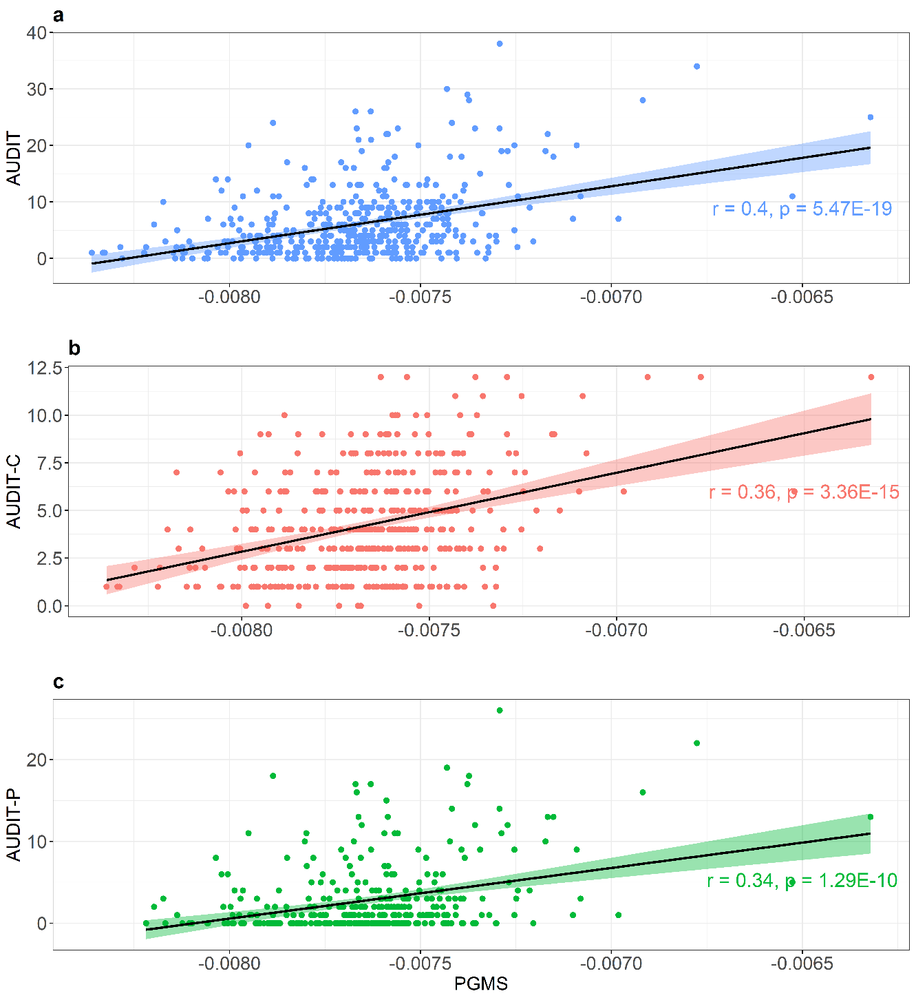 a
40
30
20
10
0
AUDIT
r = 0.4, p = 5.47E-19
-0.0080 -0.0075 -0.0070 -0.0065
b
12.5
10.0
7.5
5.0
2.5
0.0
AUDIT-C
r = 0.36, p = 3.36E-15
-0.0080 -0.0075 -0.0070 -0.0065
c
20
10
0
AUDIT-P
r = 0.34, p = 1.29E-10
-0.0080 -0.0075 -0.0070 -0.0065
PGMS